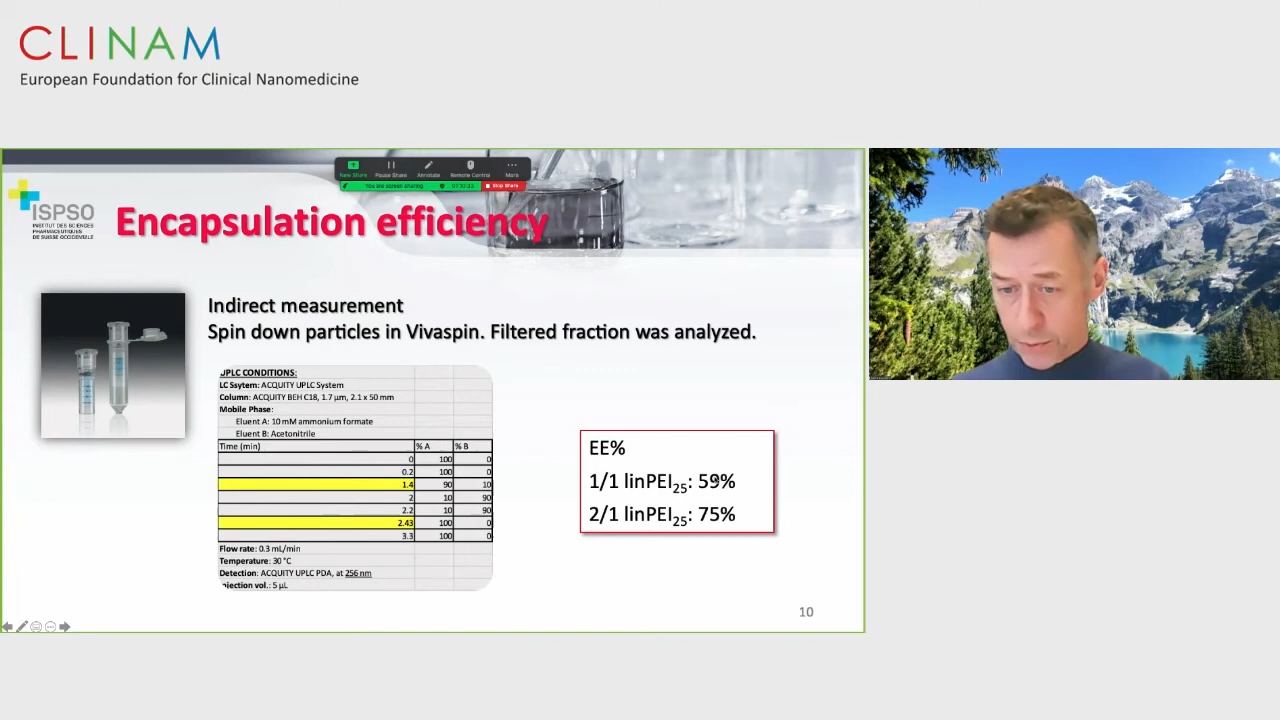 CLINAM
European Foundation for Clinical Nanomedicine
New Share Pause Share Annotate Remote Control More
You are screen sharing Stop Share
ISPSO
INSTITUT DES SCIENCES
PHARMACEUTIQUES
DE SUISSE OCCIDENTALE
Encapsulation efficiency
Indirect measurement
Spin down particles in Vivaspin. Filtered fraction was analyzed.
UPLC CONDITIONS:
LC Ssytem: ACQUITY UPLC System
Column: ACQUITY BEH C18, 1.7 µm, 2.1 x 50 mm
Mobile Phase:
Eluent A: 10 mM ammonium formate
Eluent B: Acetonitrile
Time (min) % A % B
0 100 0
0.2 100 0
1.4 90 10
2 10 90
2.2 10 90
2.43 100 0
3.3 100 0
Flow rate: 0.3 mL/min
Temperature: 30 °C
Detection: ACQUITY UPLC PDA, at 256 nm
Injection vol.: 5 µL
EE%
1/1 linPEI25: 59%
2/1 linPEI25: 75%
10